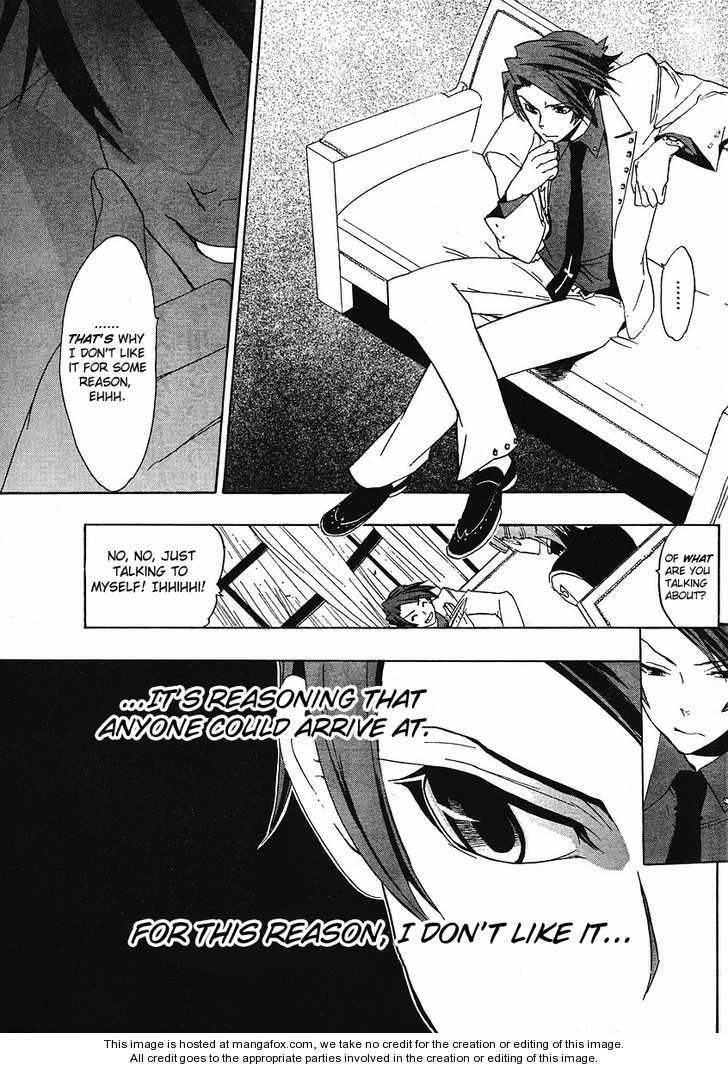 ......
......
THAT'S WHY
I DON'T LIKE
IT FOR SOME
REASON,
EHHH.
OF WHAT
ARE YOU
TALKING
ABOUT?
NO, NO, JUST
TALKING TO
MYSELF! IHHIHHI!
....IT'S REASONING THAT
ANYONE COULD ARRIVE AT.
FOR THIS REASON, I DON'T LIKE IT...
This image is hosted at mangafox.com, we take no credit for the creation or editing of this image.
All credit goes to the appropriate parties involved in the creation or editing of this image.